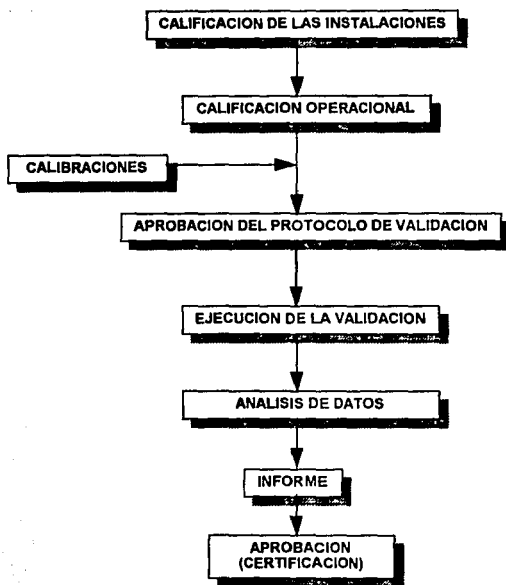 CALIFICACION DE LAS INSTALACIONES
CALIFICACION OPERACIONAL
CALIBRACIONES
APROBACION DEL PROTOCOLO DE VALIDACION
EJECUCION DE LA VALIDACION
ANALISIS DE DATOS
INFORME
APROBACION
(CERTIFICACION)